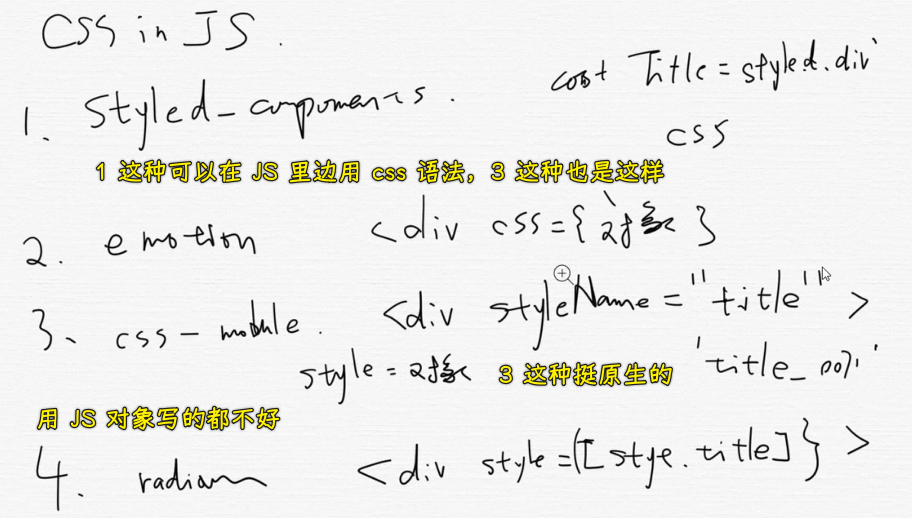 CSS in JS.
const Title = styled.div`
1. Styled-components.
css
1 这种可以在 JS 里边用 css 语法，3 这种也是这样
2. emotion <div css={对象}
3、css-module. <div styleName="title">
style=对象 3 这种挺原生的 'title_001'
用 JS 对象写的都不好
4. radium <div style={[stye.title]}>